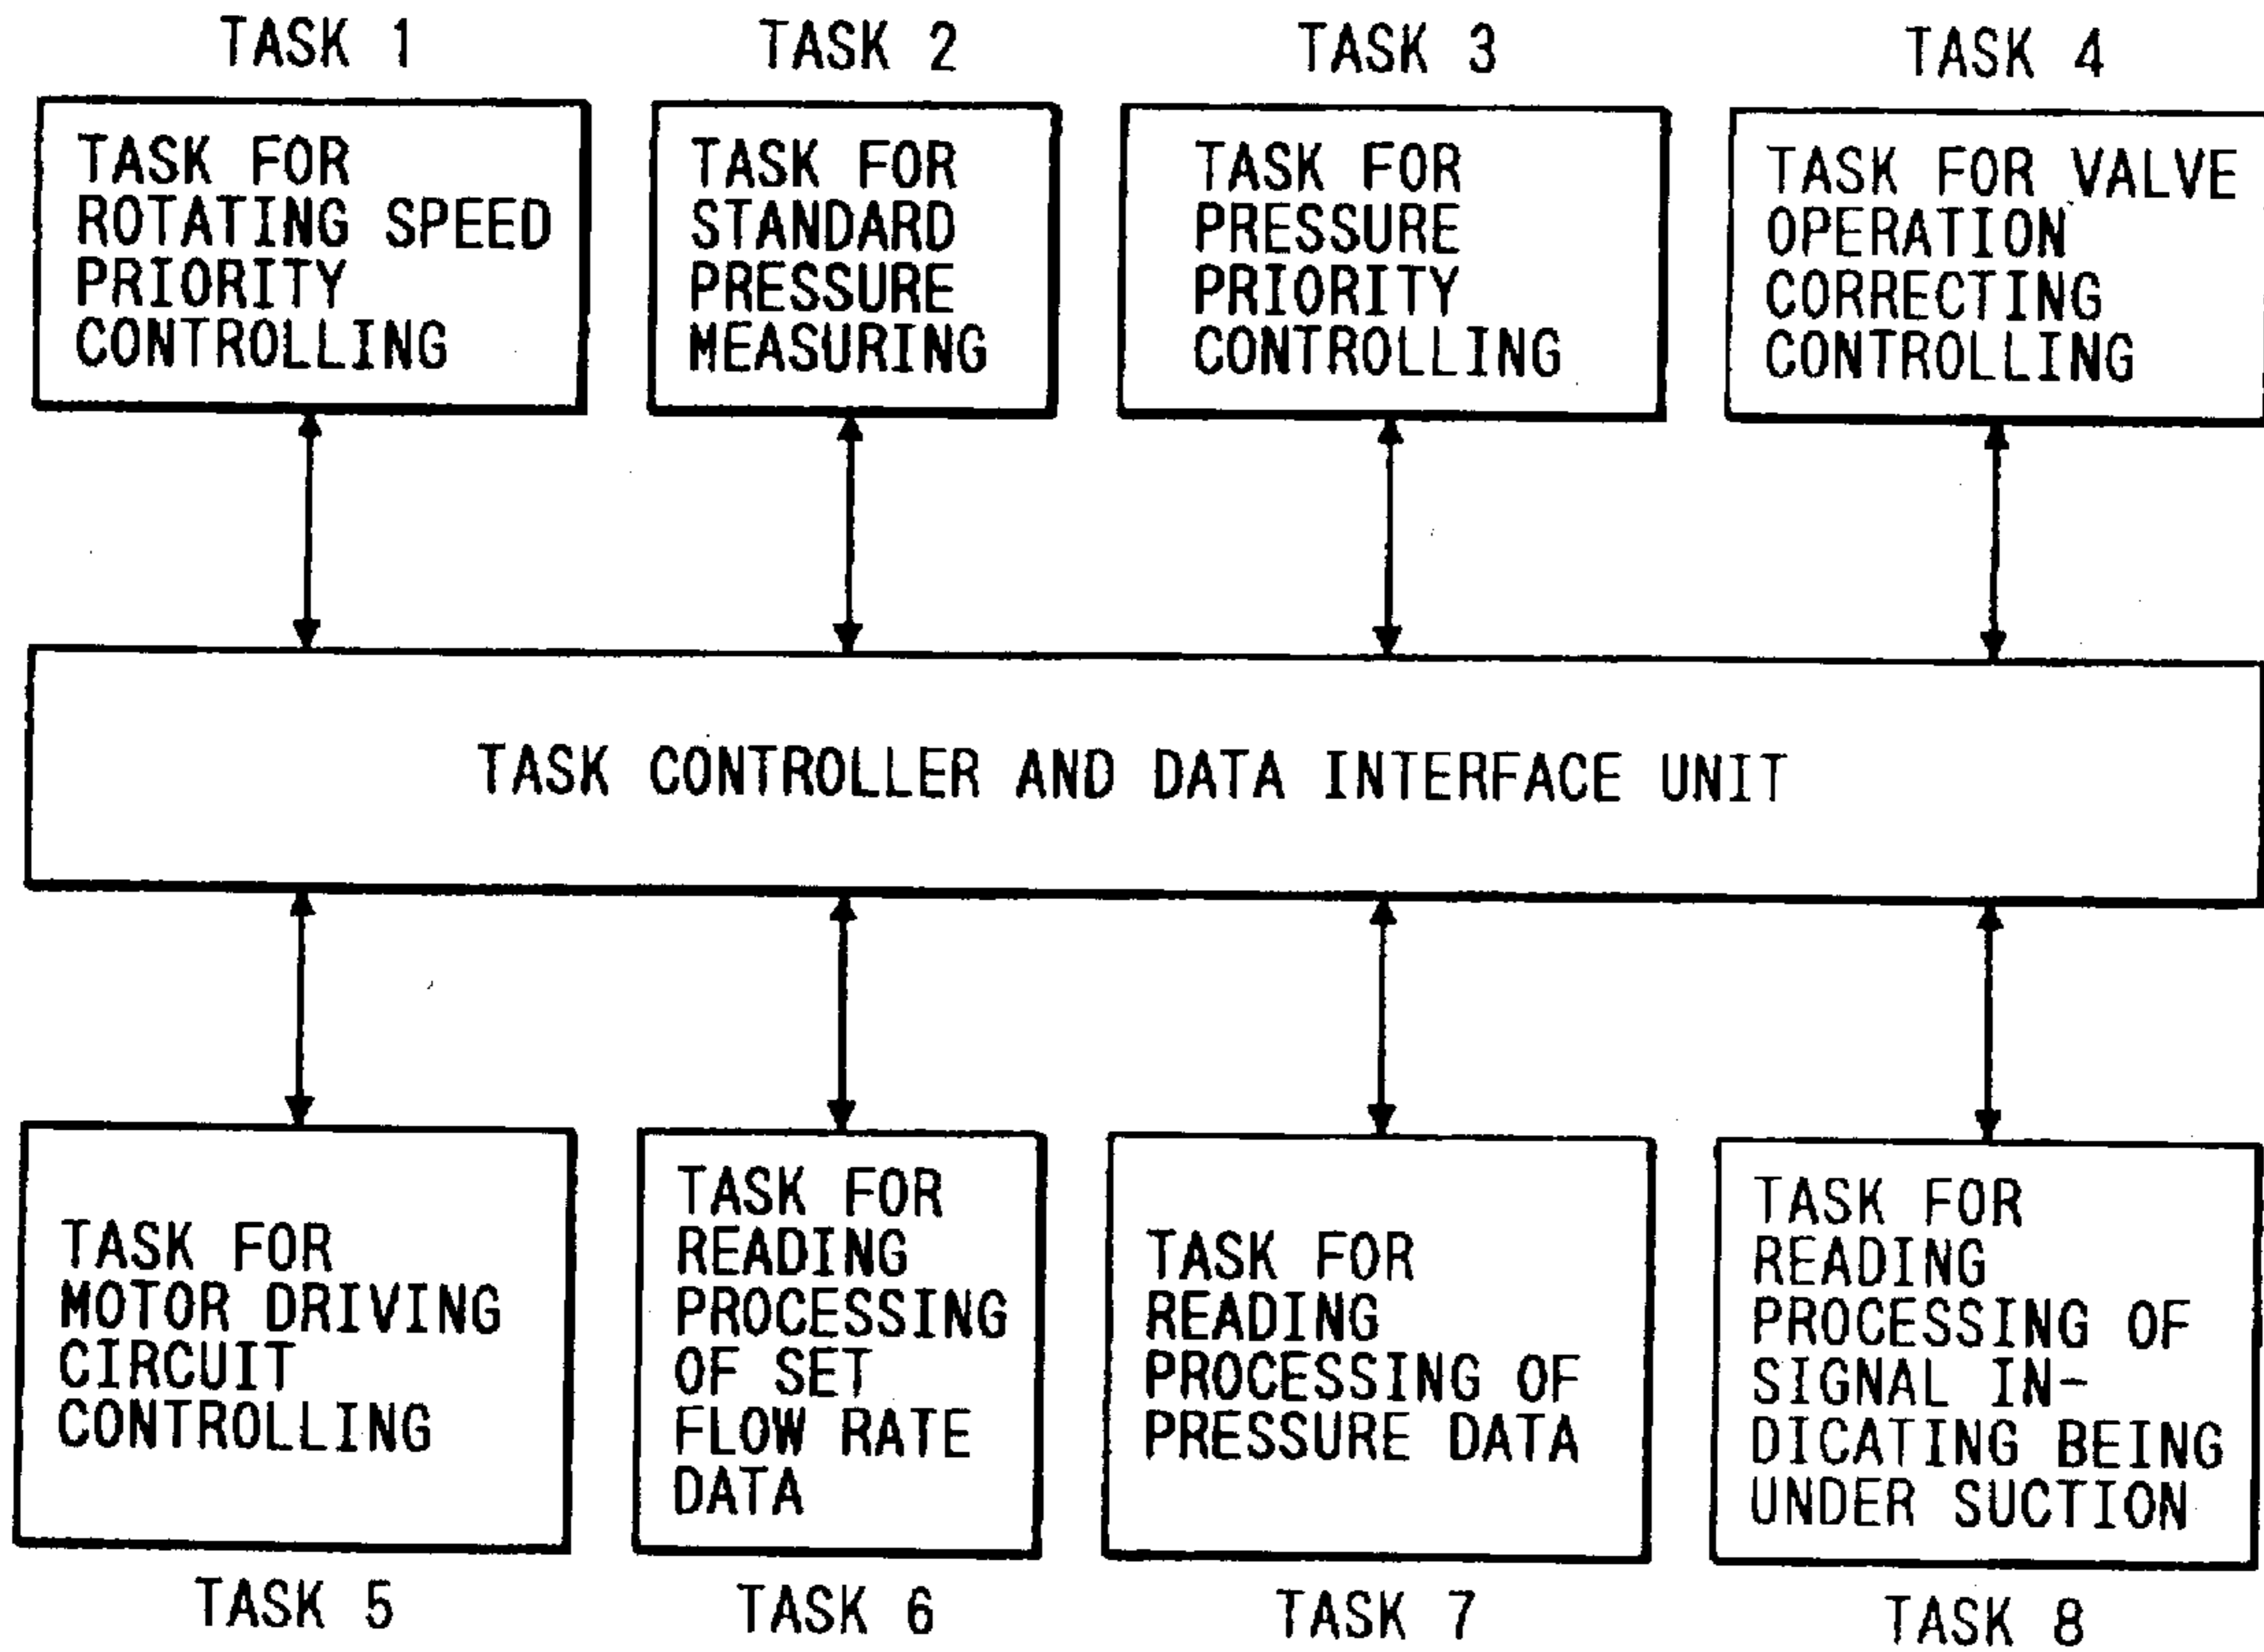 TASK 1
TASK FOR
ROTATING SPEED
PRIORITY
CONTROLLING
TASK 2
TASK FOR
STANDARD
PRESSURE
MEASURING
TASK 3
TASK FOR
PRESSURE
PRIORITY
CONTROLLING
TASK 4
TASK FOR VALVE
OPERATION
CORRECTING
CONTROLLING
TASK CONTROLLER AND DATA INTERFACE UNIT
TASK FOR
MOTOR DRIVING
CIRCUIT
CONTROLLING
TASK 5
TASK FOR
READING
PROCESSING
OF SET
FLOW RATE
DATA
TASK 6
TASK FOR
READING
PROCESSING OF
PRESSURE DATA
TASK 7
TASK FOR
READING
PROCESSING OF
SIGNAL IN-
DICATING BEING
UNDER SUCTION
TASK 8